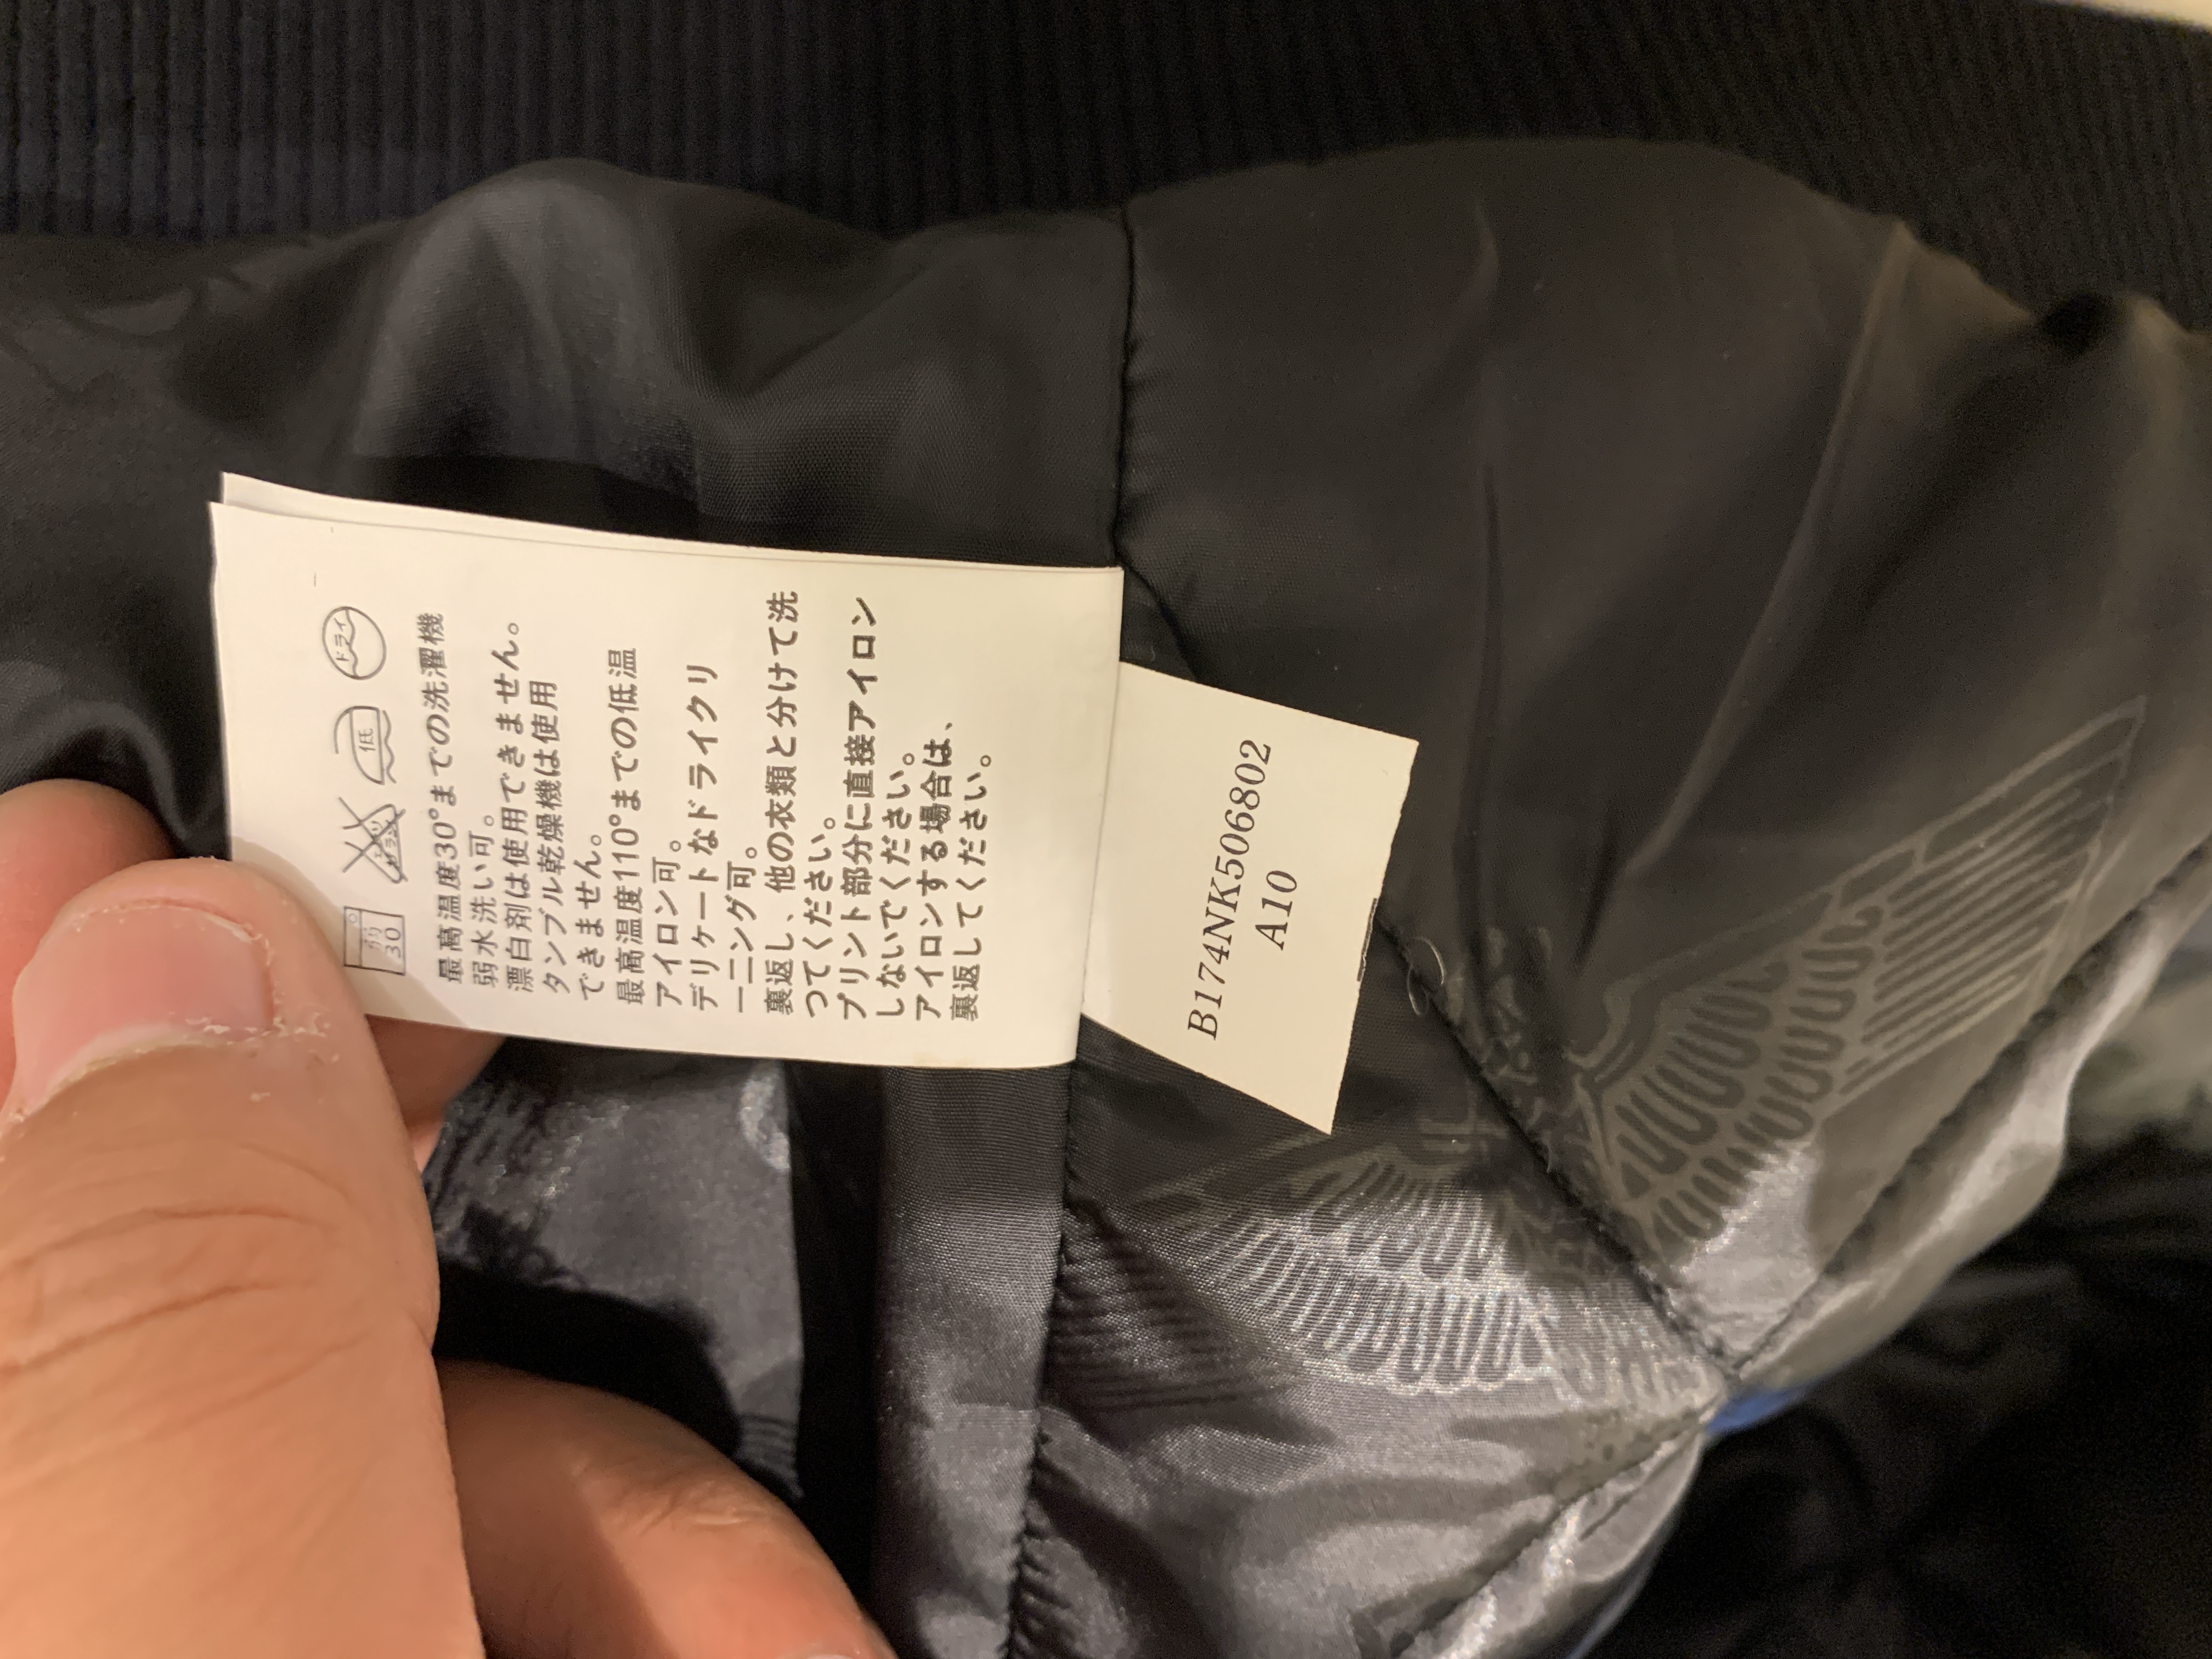 弱
30
エンソ
サラシ
低
ドライ
最高温度30°までの洗濯機
弱水洗い可。
漂白剤は使用できません。
タンブル乾燥機は使用
できません。
最高温度110°までの低温
アイロン可。
デリケートなドライクリ
ーニング可。
裏返し、他の衣類と分けて洗
つてください。
プリント部分に直接アイロン
しないでください。
アイロンする場合は、
裏返してください。
B174NK506802
A10